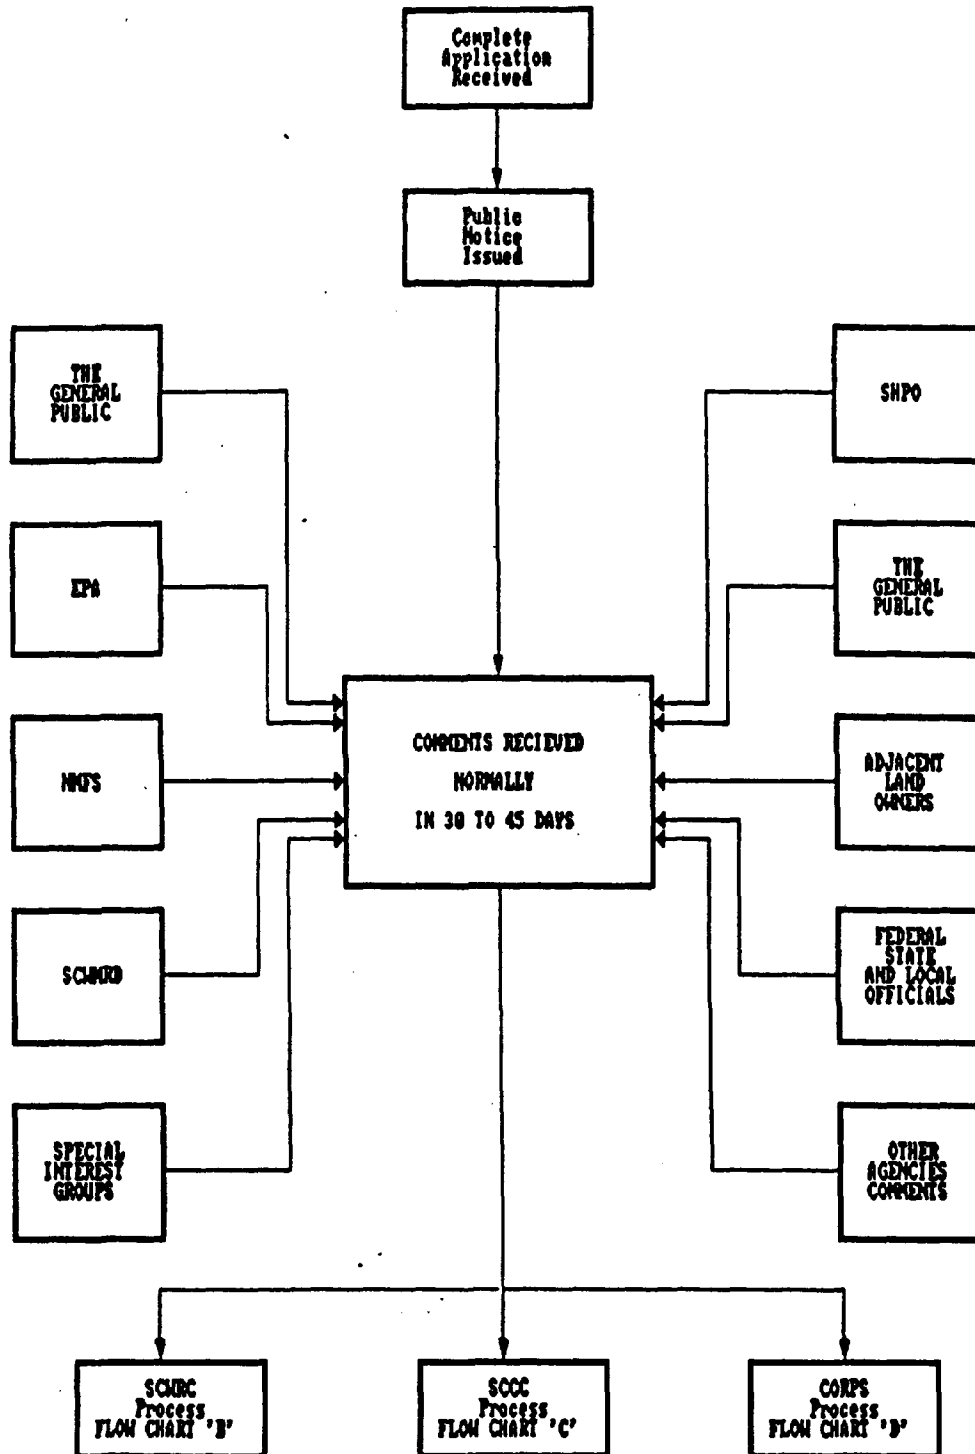 Complete
Application
Received
Public
Notice
Issued
THE
GENERAL
PUBLIC
SHPO
EPA
THE
GENERAL
PUBLIC
COMMENTS RECIEVED
NORMALLY
IN 30 TO 45 DAYS
NMFS
ADJACENT
LAND
OWNERS
SCWMRD
FEDERAL
STATE
AND LOCAL
OFFICIALS
SPECIAL
INTEREST
GROUPS
OTHER
AGENCIES
COMMENTS
SCWRC
Process
FLOW CHART 'B'
SCCC
Process
FLOW CHART 'C'
CORPS
Process
FLOW CHART 'D'